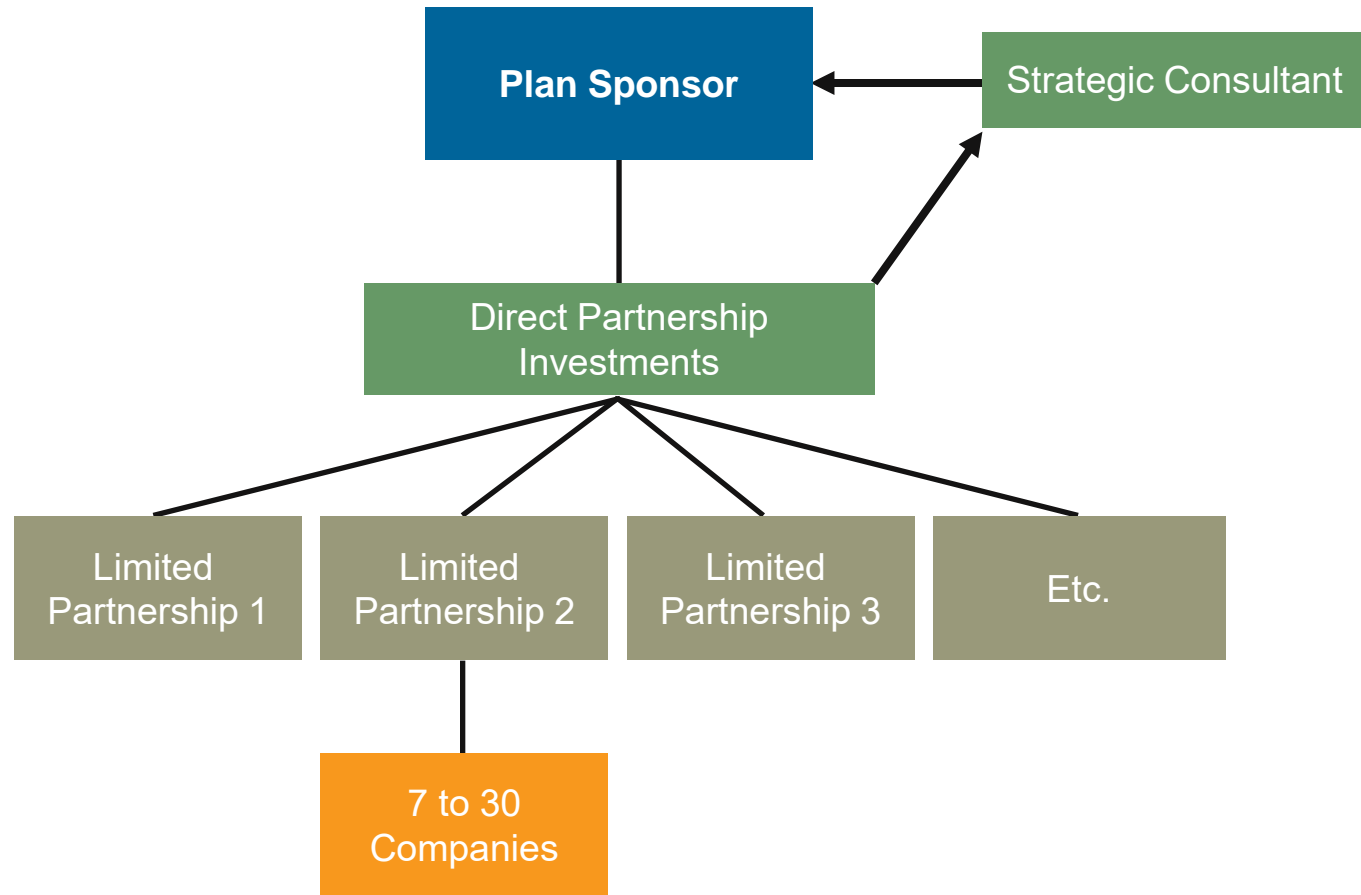 Plan Sponsor
Strategic Consultant
Direct Partnership
Investments
Limited
Partnership 1
Limited
Partnership 2
Limited
Partnership 3
Etc.
7 to 30
Companies